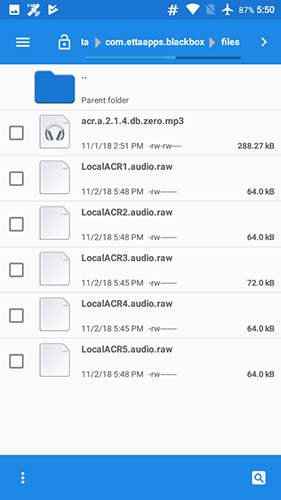 # 87% 5:50
ta com.ettaapps.blackbox files
..
Parent folder
acr.a.2.1.4.db.zero.mp3
11/1/18 2:51 PM -rw-rw---- 288.27 kB
LocalACR1.audio.raw
11/2/18 5:48 PM -rw------- 64.0 kB
LocalACR2.audio.raw
11/2/18 5:48 PM -rw------- 64.0 kB
LocalACR3.audio.raw
11/2/18 5:45 PM -rw------- 72.0 kB
LocalACR4.audio.raw
11/2/18 5:45 PM -rw------- 64.0 kB
LocalACR5.audio.raw
11/2/18 5:48 PM -rw------- 64.0 kB